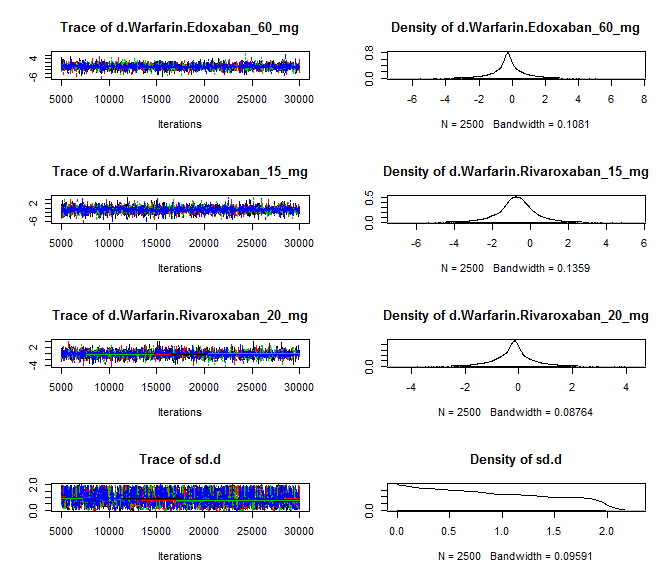 Trace of d.Warfarin.Edoxaban_60_mg
-6 4
5000 10000 15000 20000 25000 30000
Iterations
Density of d.Warfarin.Edoxaban_60_mg
0.0 0.8
-6 -4 -2 0 2 4 6 8
N = 2500 Bandwidth = 0.1081
Trace of d.Warfarin.Rivaroxaban_15_mg
-6 2
5000 10000 15000 20000 25000 30000
Iterations
Density of d.Warfarin.Rivaroxaban_15_mg
0.0 0.5
-6 -4 -2 0 2 4 6
N = 2500 Bandwidth = 0.1359
Trace of d.Warfarin.Rivaroxaban_20_mg
-4 2
5000 10000 15000 20000 25000 30000
Iterations
Density of d.Warfarin.Rivaroxaban_20_mg
0.0
-4 -2 0 2 4
N = 2500 Bandwidth = 0.08764
Trace of sd.d
0.0 2.0
5000 10000 15000 20000 25000 30000
Iterations
Density of sd.d
0.0
0.0 0.5 1.0 1.5 2.0
N = 2500 Bandwidth = 0.09591